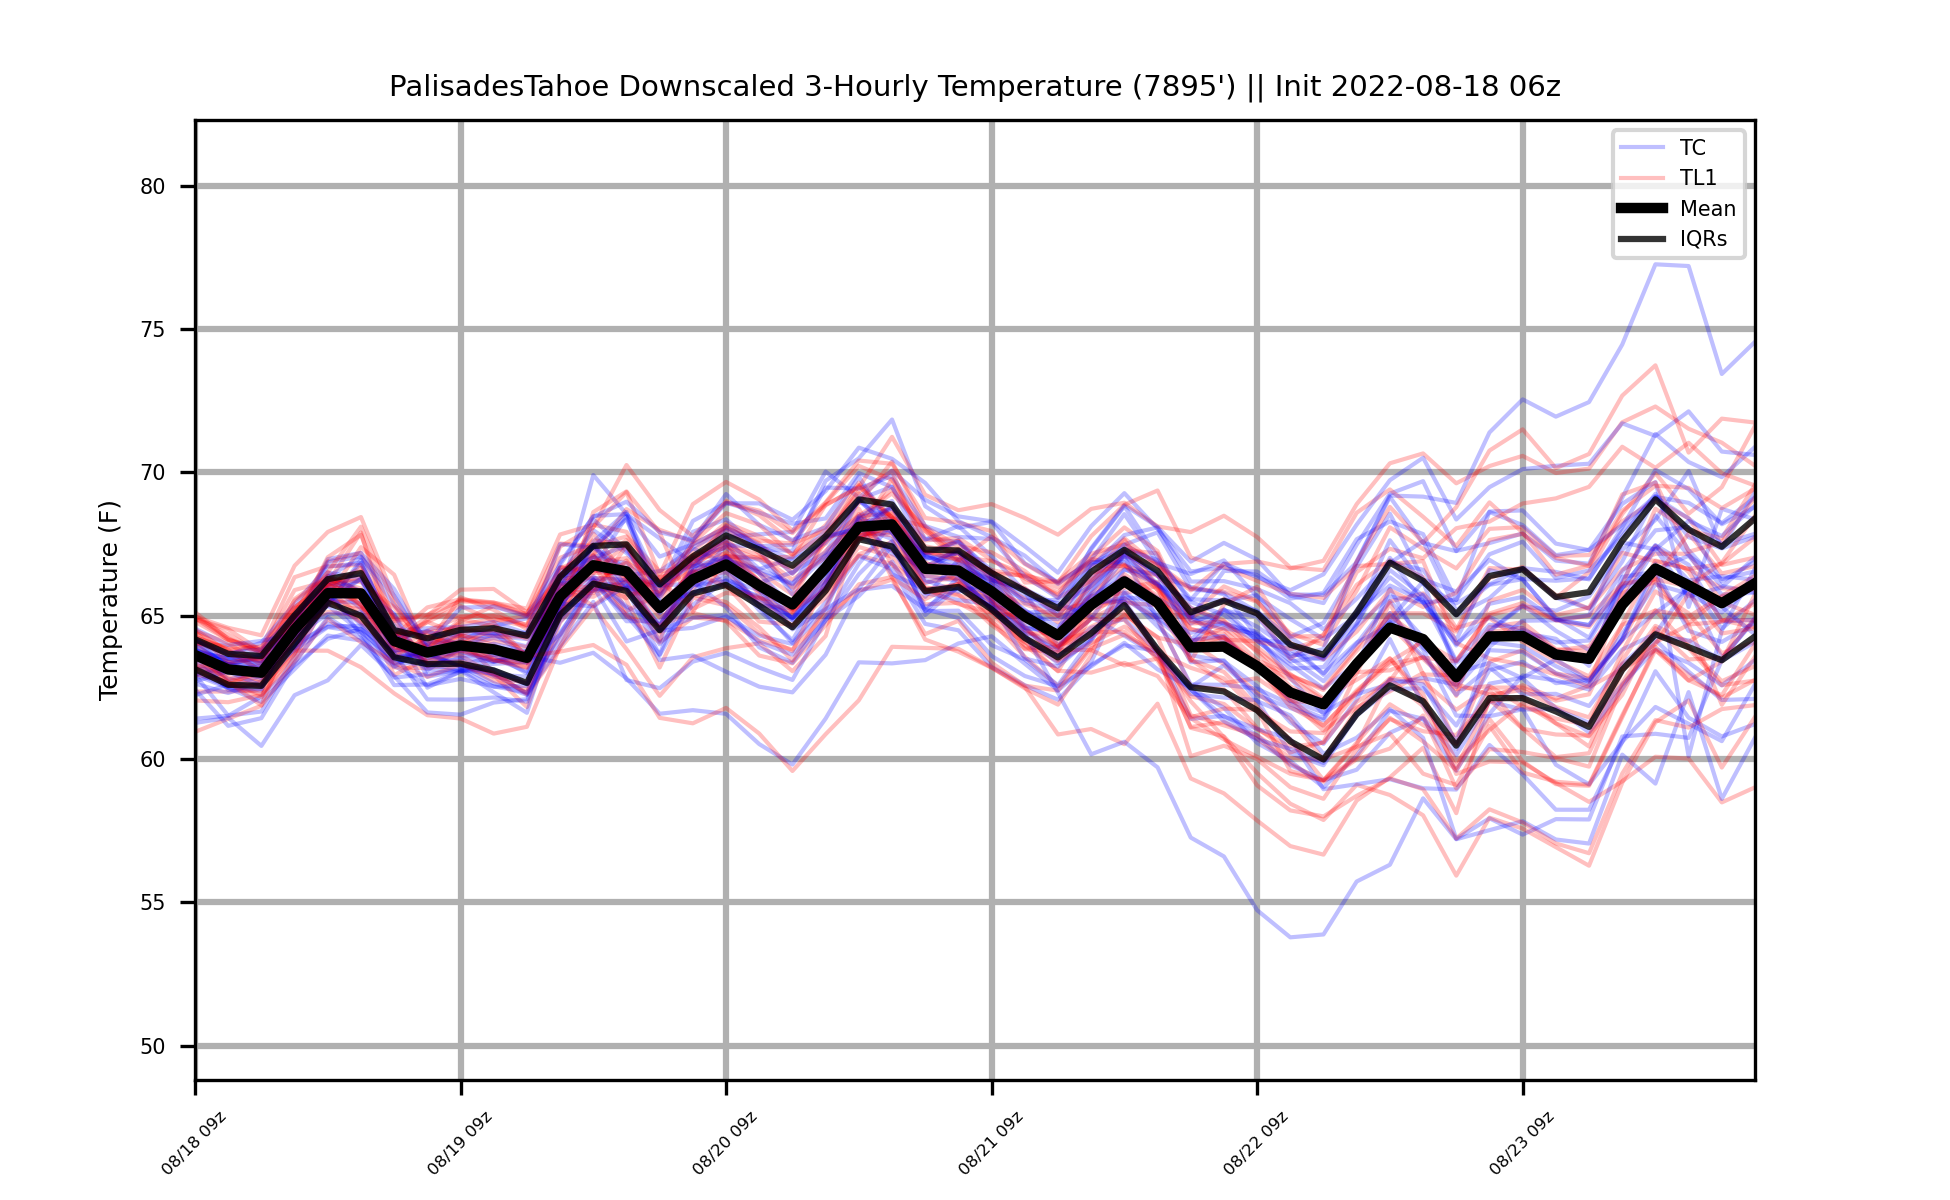 PalisadesTahoe Downscaled 3-Hourly Temperature (7895') || Init 2022-08-18 06z
TC
TL1
Mean
IQRs
Temperature (F)
80
75
70
65
60
55
50
08/18 09z
08/19 09z
08/20 09z
08/21 09z
08/22 09z
08/23 09z